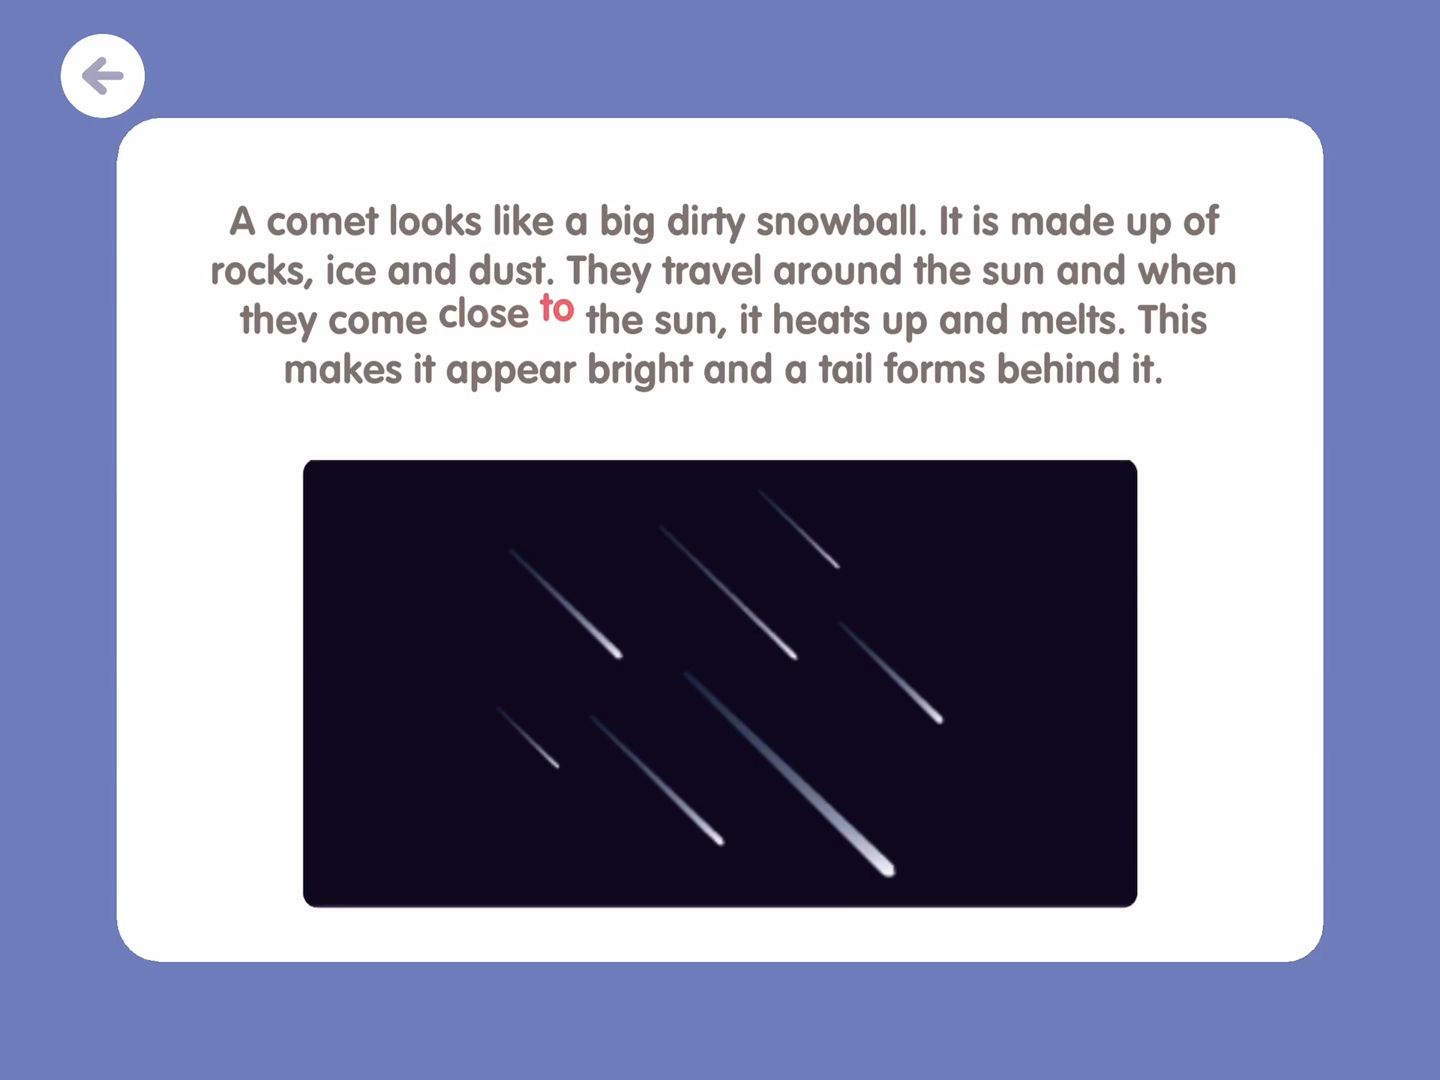 A comet looks like a big dirty snowball. It is made up of
rocks, ice and dust. They travel around the sun and when
they come close to the sun, it heats up and melts. This
makes it appear bright and a tail forms behind it.